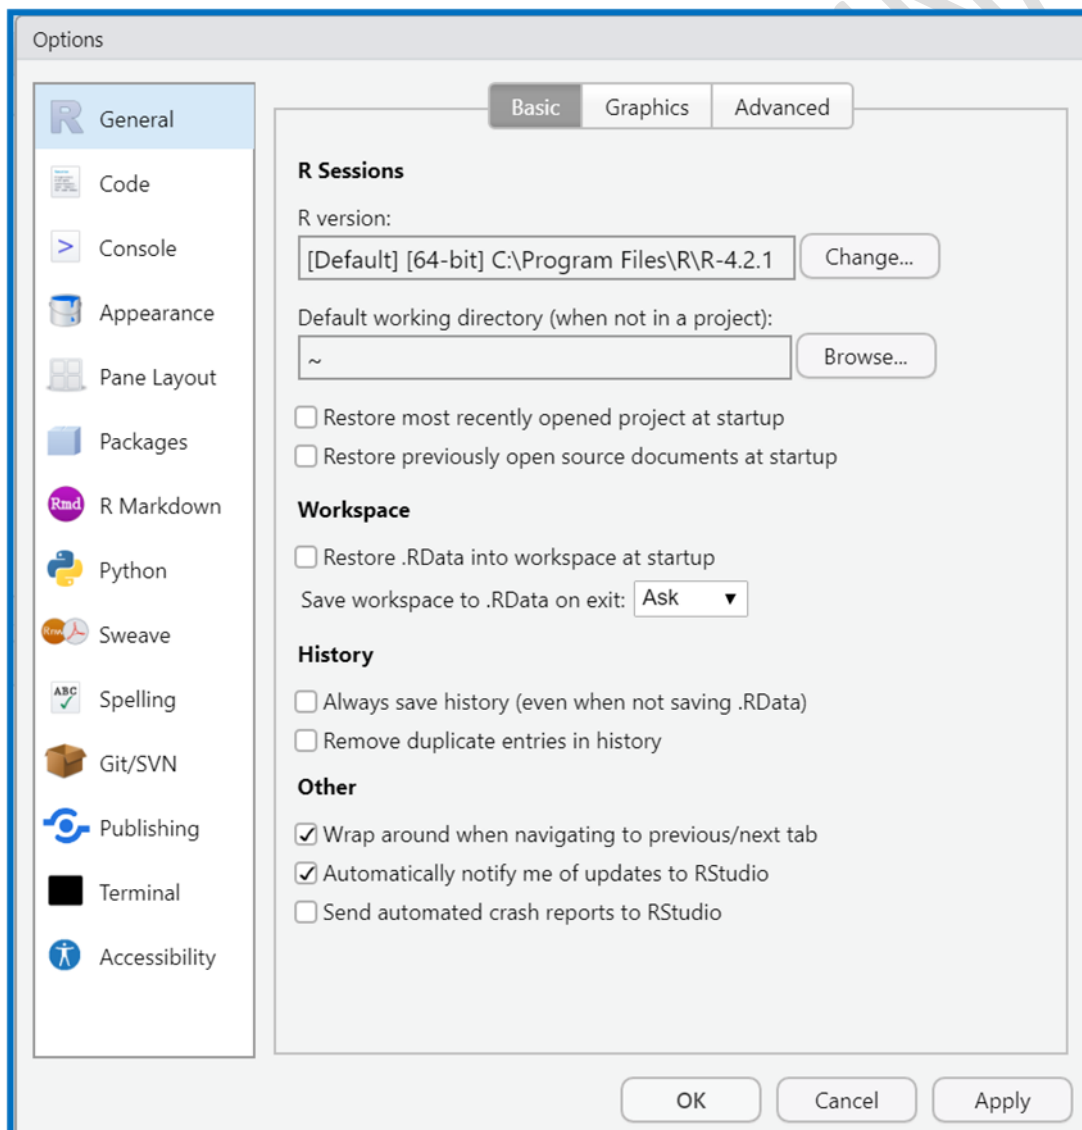 Options
General
Code
Console
Appearance
Pane Layout
Packages
R Markdown
Python
Sweave
Spelling
Git/SVN
Publishing
Terminal
Accessibility
Basic Graphics Advanced
R Sessions
R version:
[Default] [64-bit] C:\Program Files\R\R-4.2.1 Change...
Default working directory (when not in a project):
~ Browse...
Restore most recently opened project at startup
Restore previously open source documents at startup
Workspace
Restore .RData into workspace at startup
Save workspace to .RData on exit: Ask
History
Always save history (even when not saving .RData)
Remove duplicate entries in history
Other
Wrap around when navigating to previous/next tab
Automatically notify me of updates to RStudio
Send automated crash reports to RStudio
OK Cancel Apply